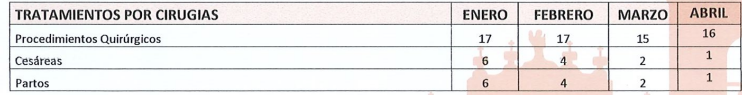 TRATAMIENTOS POR CIRUGIAS ENERO FEBRERO MARZO ABRIL
Procedimientos Quirúrgicos 17 17 15 16
Cesáreas 6 4 2 1
Partos 6 4 2 1